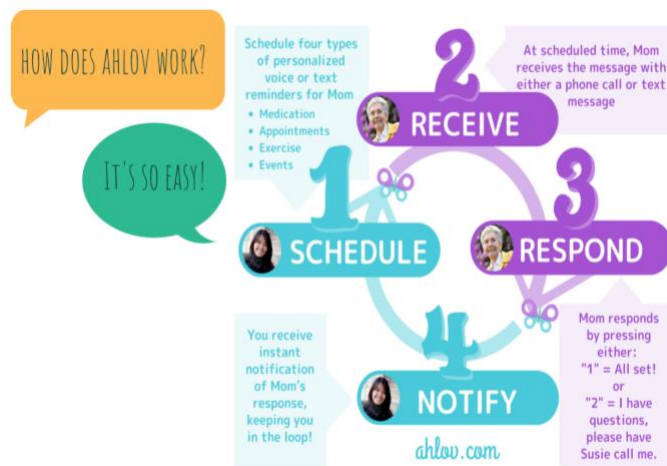 HOW DOES AHLOV WORK?
IT'S SO EASY!
Schedule four types
of personalized
voice or text
reminders for Mom
• Medication
• Appointments
• Exercise
• Events
1
SCHEDULE
2
RECEIVE
At scheduled time, Mom
receives the message with
either a phone call or text
message
3
RESPOND
Mom responds
by pressing
either:
"1" = All set!
or
"2" = I have
questions,
please have
Susie call me.
4
NOTIFY
You receive
instant
notification
of Mom's
response,
keeping you
in the loop!
ahlov.com